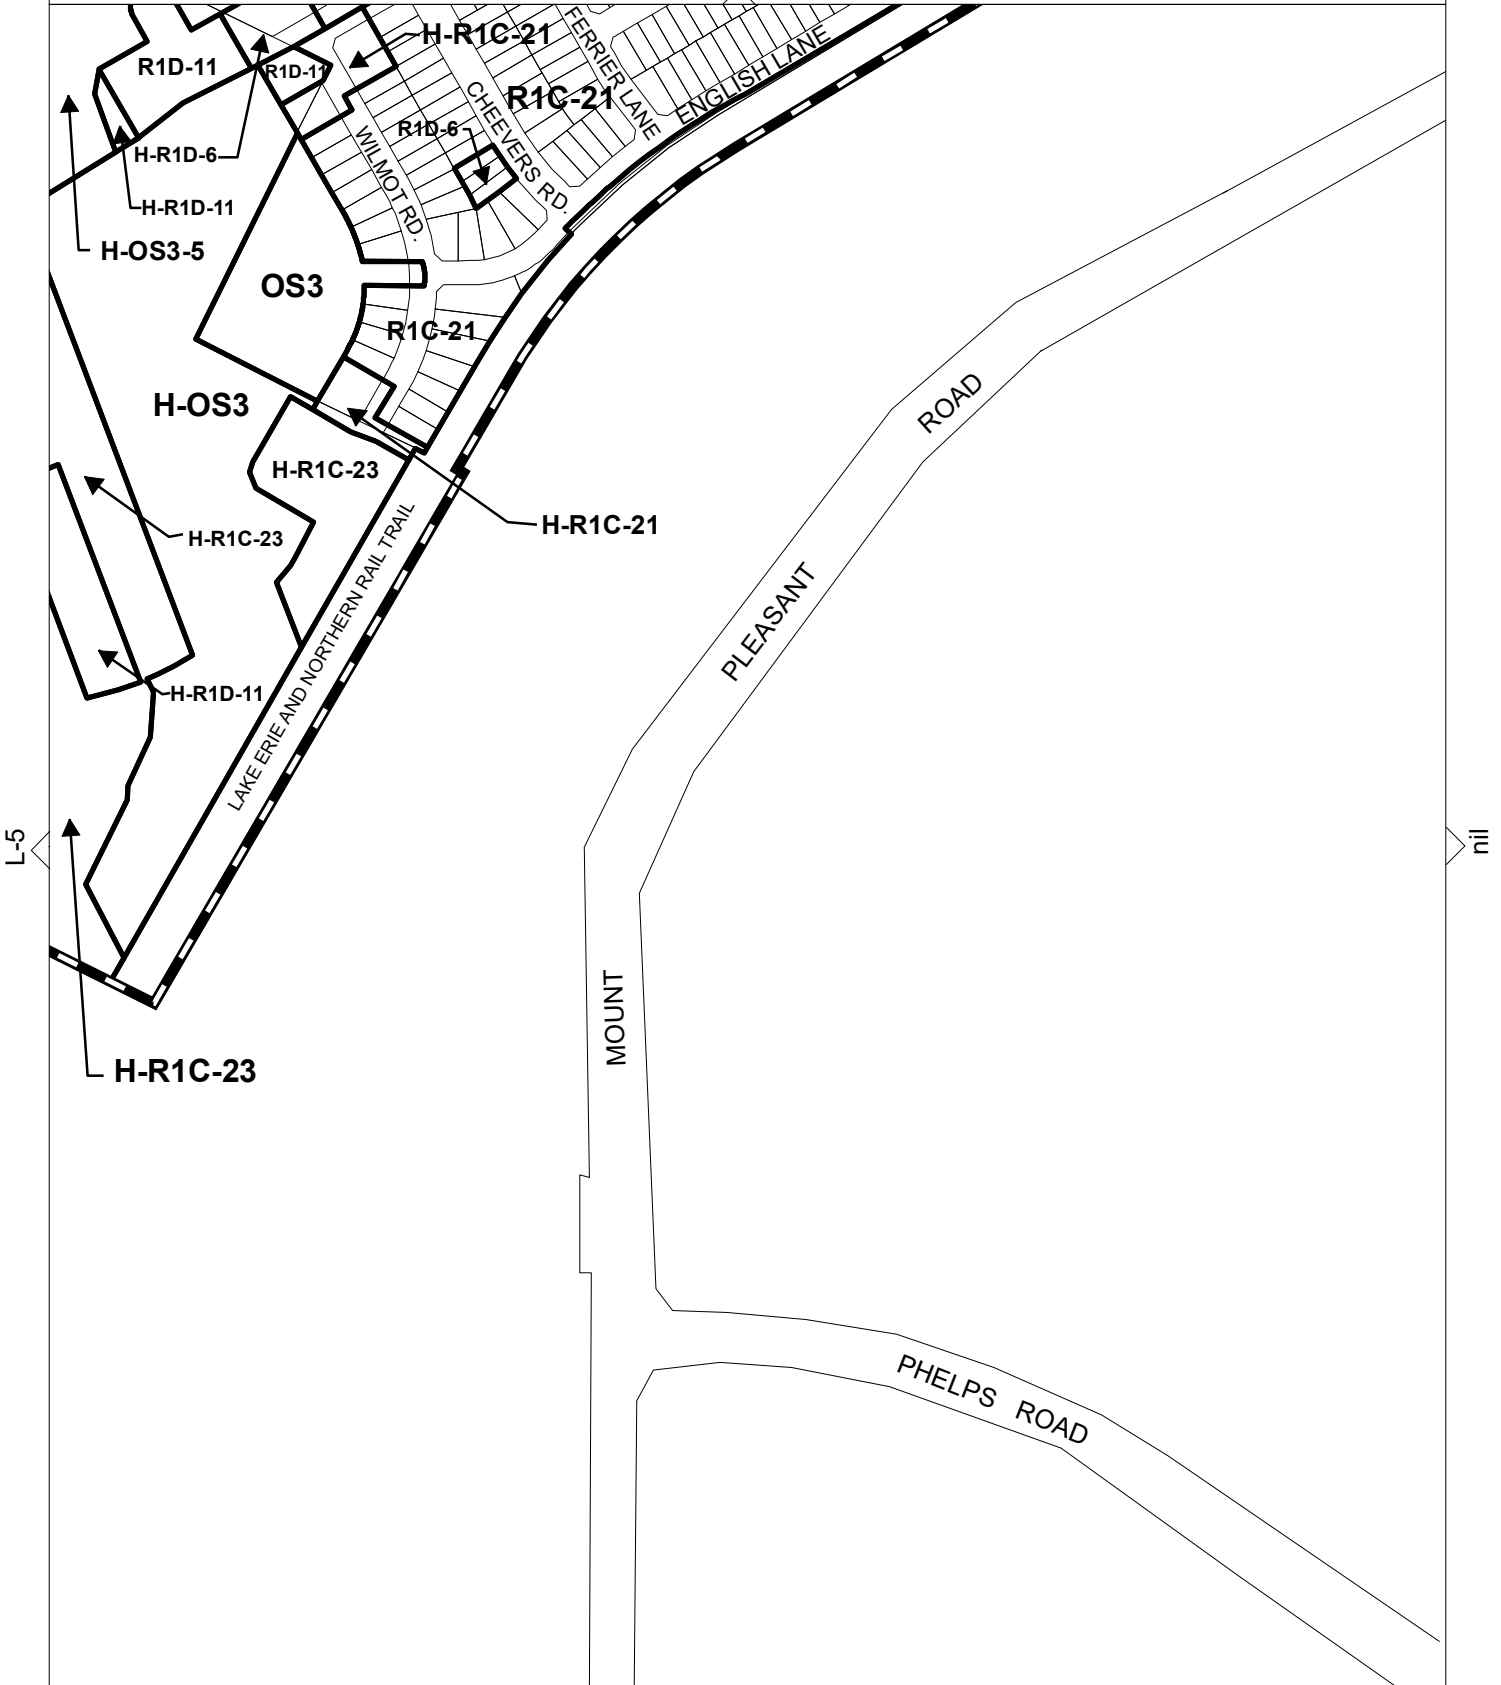 H-R1C-21
FERRIER LANE
R1D-11
R1D-11
ENGLISH LANE
CHEEVERS RD.
R1C-21
R1D-6
WILMOT RD.
H-R1D-6
H-R1D-11
H-OS3-5
OS3
R1C-21
H-OS3
H-R1C-23
H-R1C-21
H-R1C-23
LAKE ERIE AND NORTHERN RAIL TRAIL
H-R1D-11
L-5
nil
H-R1C-23
MOUNT
PLEASANT
ROAD
PHELPS ROAD